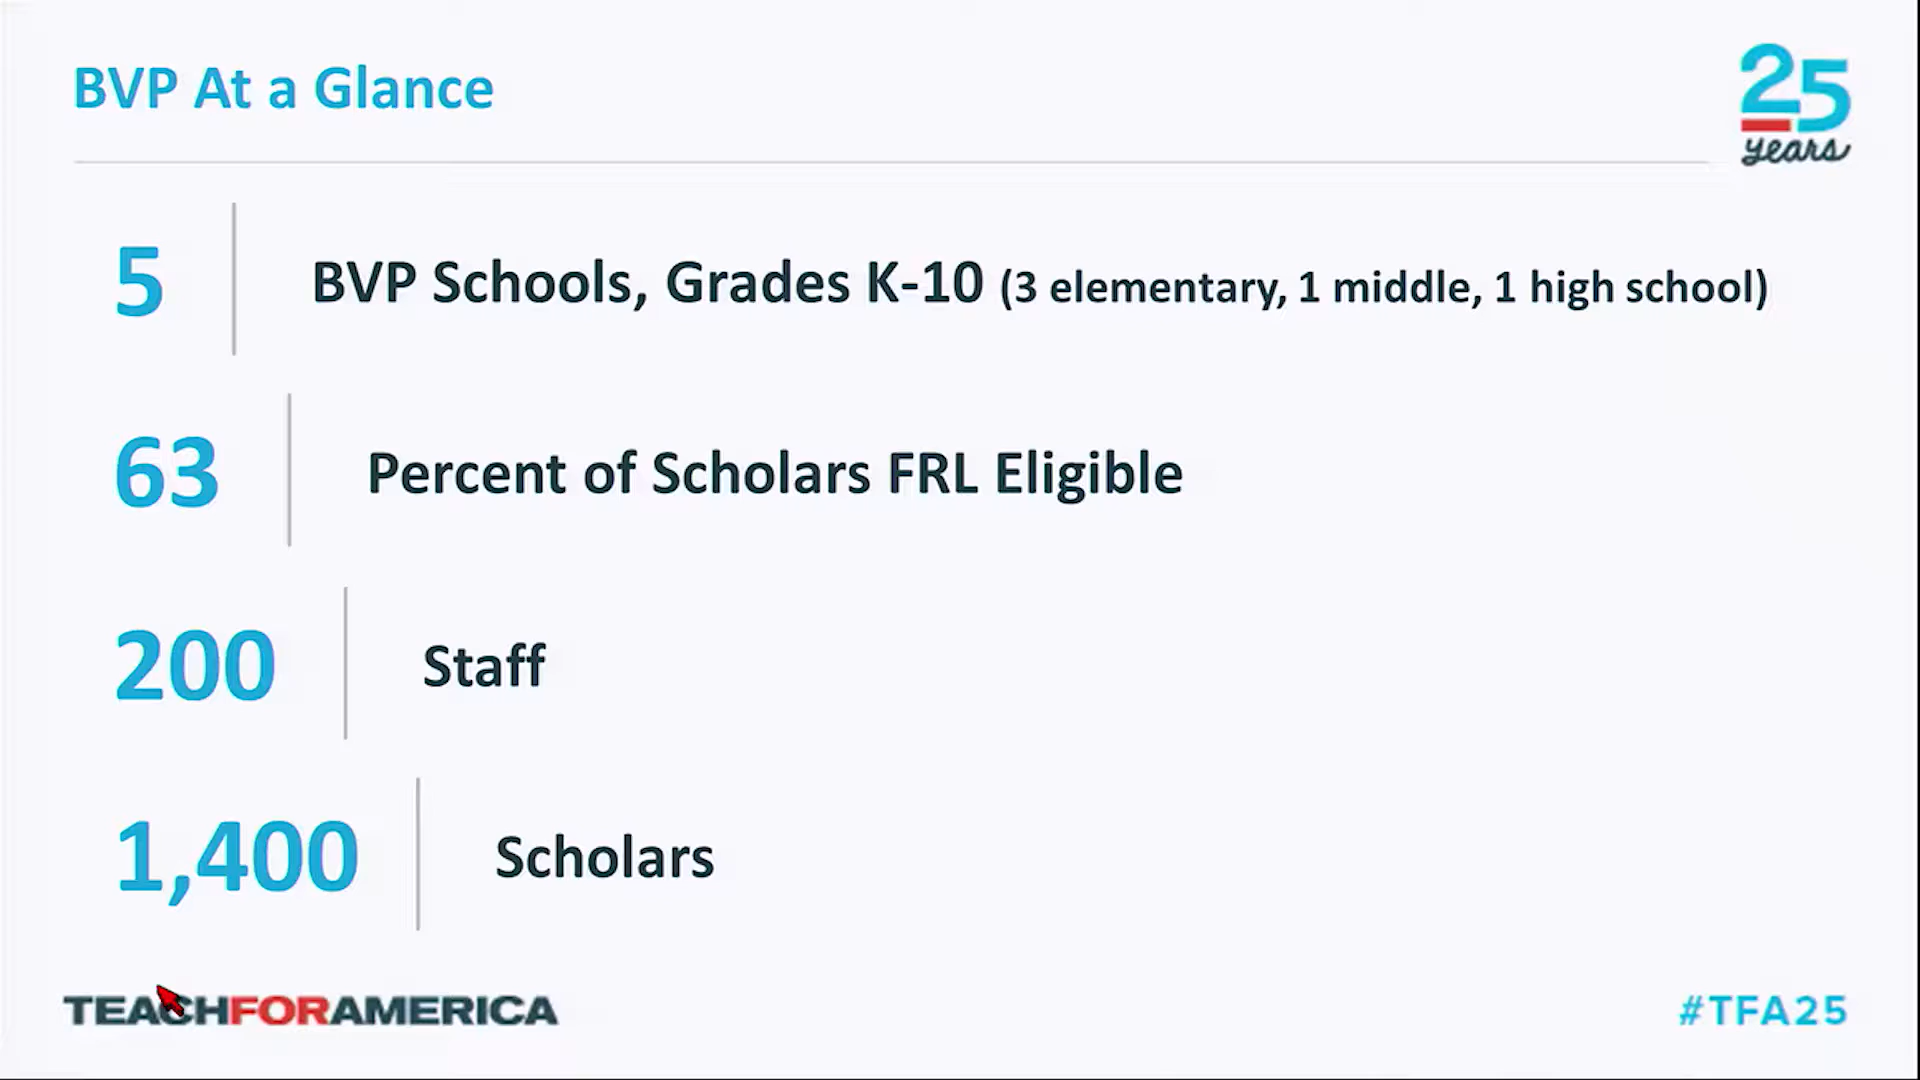 BVP At a Glance
25
years
5
BVP Schools, Grades K-10 (3 elementary, 1 middle, 1 high school)
63
Percent of Scholars FRL Eligible
200
Staff
1,400
Scholars
TEACHFORAMERICA
#TFA25